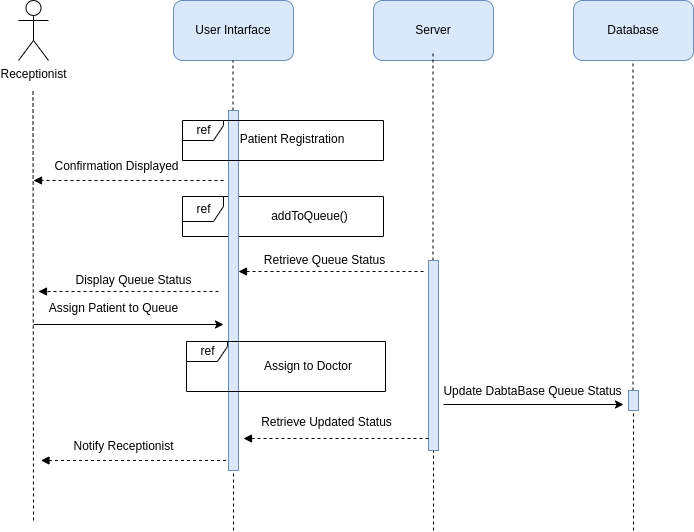 User Intarface
Server
Database
Receptionist
ref
Patient Registration
Confirmation Displayed
ref
addToQueue()
Retrieve Queue Status
Display Queue Status
Assign Patient to Queue
ref
Assign to Doctor
Update DabtaBase Queue Status
Retrieve Updated Status
Notify Receptionist